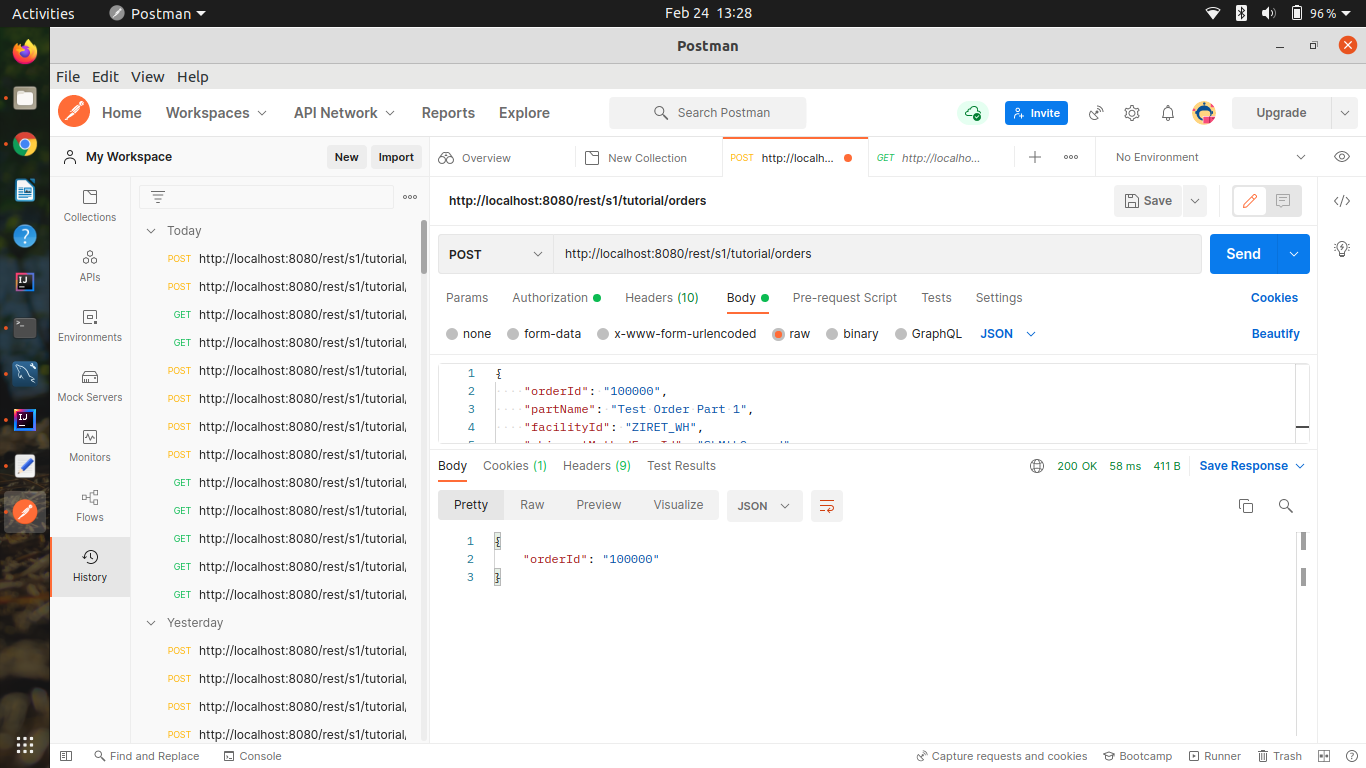 Activities Postman Feb 24 13:28 96 %
Postman
File Edit View Help
Home Workspaces API Network Reports Explore Search Postman Invite Upgrade
My Workspace New Import Overview New Collection POST http://localh... GET http://localho... No Environment
http://localhost:8080/rest/s1/tutorial/orders Save
Collections
APIs
Environments
Mock Servers
Monitors
Flows
History
Today
POST http://localhost:8080/rest/s1/tutorial/
POST http://localhost:8080/rest/s1/tutorial/
GET http://localhost:8080/rest/s1/tutorial/
GET http://localhost:8080/rest/s1/tutorial/
POST http://localhost:8080/rest/s1/tutorial/
POST http://localhost:8080/rest/s1/tutorial/
POST http://localhost:8080/rest/s1/tutorial/
POST http://localhost:8080/rest/s1/tutorial/
GET http://localhost:8080/rest/s1/tutorial/
GET http://localhost:8080/rest/s1/tutorial/
GET http://localhost:8080/rest/s1/tutorial/
GET http://localhost:8080/rest/s1/tutorial/
GET http://localhost:8080/rest/s1/tutorial/
Yesterday
POST http://localhost:8080/rest/s1/tutorial/
POST http://localhost:8080/rest/s1/tutorial/
POST http://localhost:8080/rest/s1/tutorial/
POST http://localhost:8080/rest/s1/tutorial/
POST http://localhost:8080/rest/s1/tutorial/orders Send
Params Authorization Headers (10) Body Pre-request Script Tests Settings Cookies
none form-data x-www-form-urlencoded raw binary GraphQL JSON Beautify
1 {
2 "orderId": "100000",
3 "partName": "Test Order Part 1",
4 "facilityId": "ZIRET_WH",
Body Cookies (1) Headers (9) Test Results 200 OK 58 ms 411 B Save Response
Pretty Raw Preview Visualize JSON
1 {
2 "orderId": "100000"
3 }
Find and Replace Console Capture requests and cookies Bootcamp Runner Trash